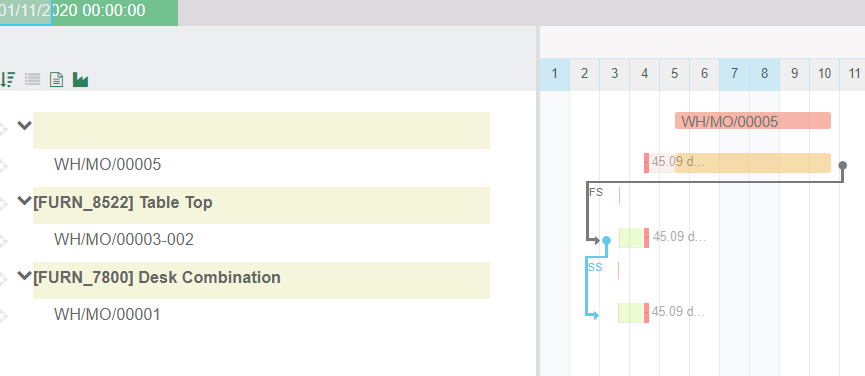 01/11/2020 00:00:00
1 2 3 4 5 6 7 8 9 10 11
WH/MO/00005
WH/MO/00005 45.09 d...
FS
[FURN_8522] Table Top
WH/MO/00003-002 45.09 d...
SS
[FURN_7800] Desk Combination
WH/MO/00001 45.09 d...